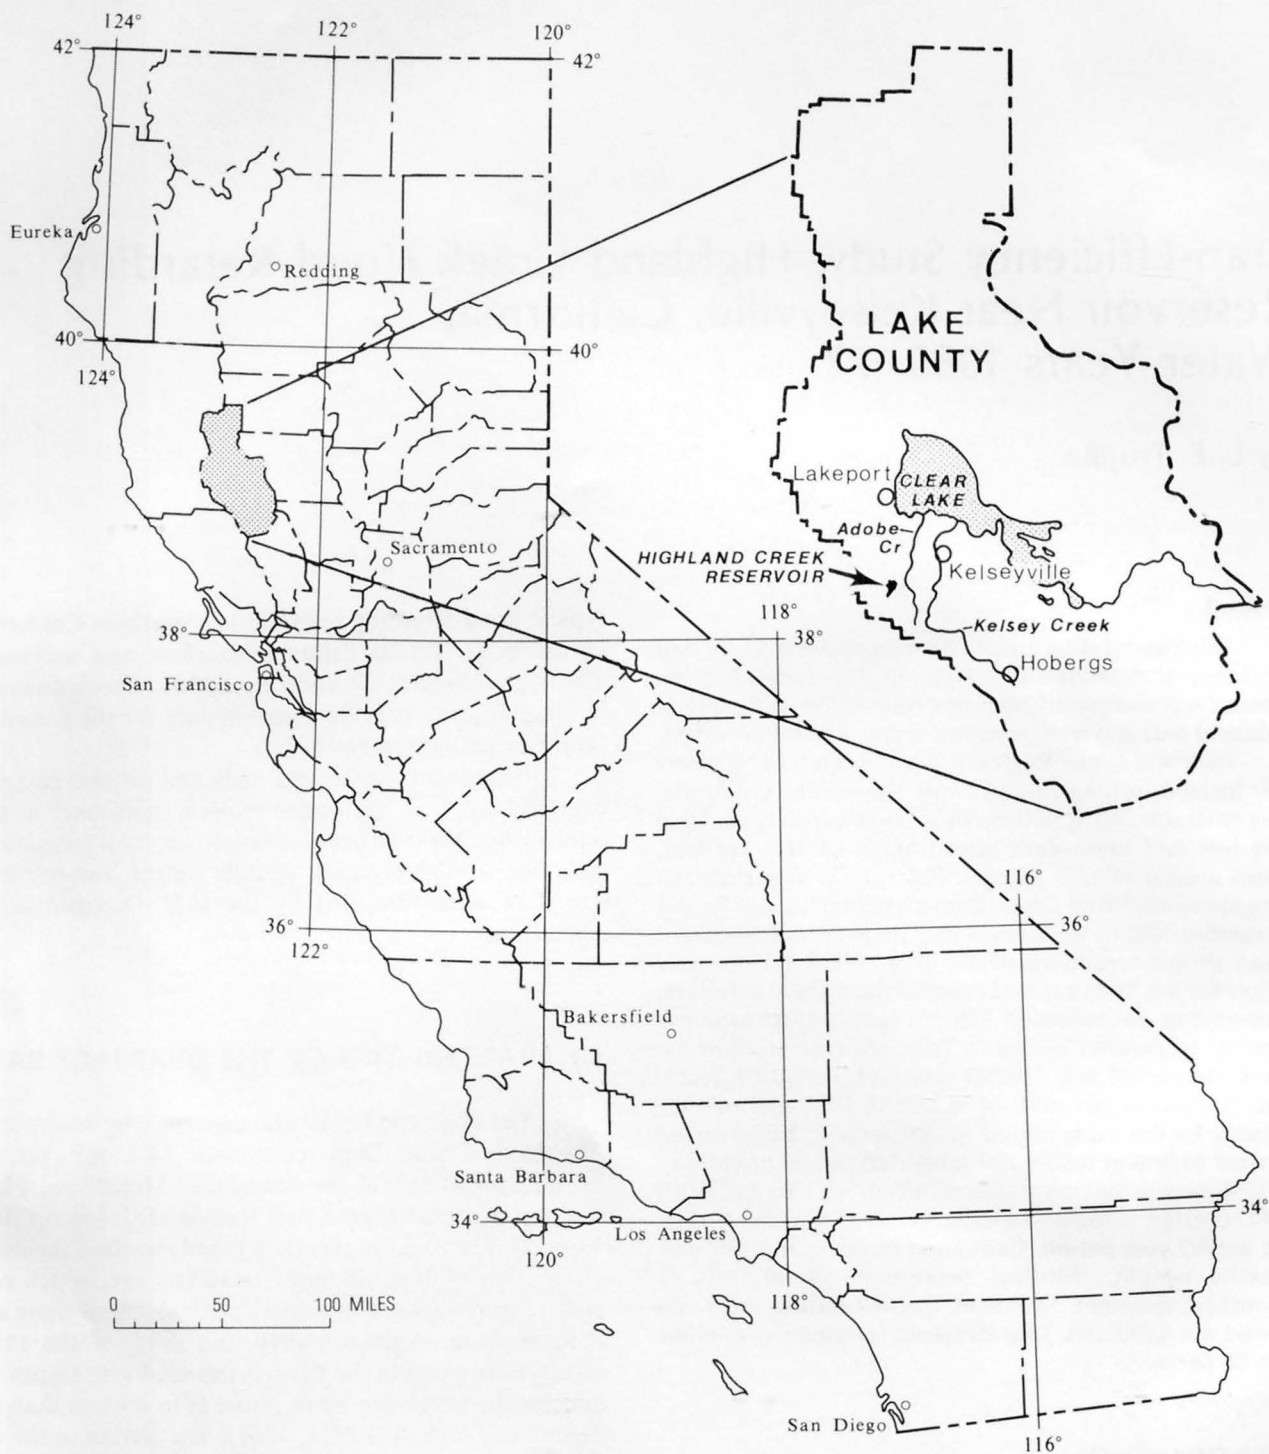 124°
122°
120°
42°
42°
Eureka
Redding
40°
40°
124°
LAKE
COUNTY
Lakeport
CLEAR
LAKE
Adobe
Cr
HIGHLAND CREEK
RESERVOIR
Kelseyville
Kelsey Creek
Hobergs
Sacramento
118°
38°
38°
San Francisco
116°
36°
36°
122°
Bakersfield
Santa Barbara
34°
34°
Los Angeles
120°
118°
0 50 100 MILES
San Diego
116°